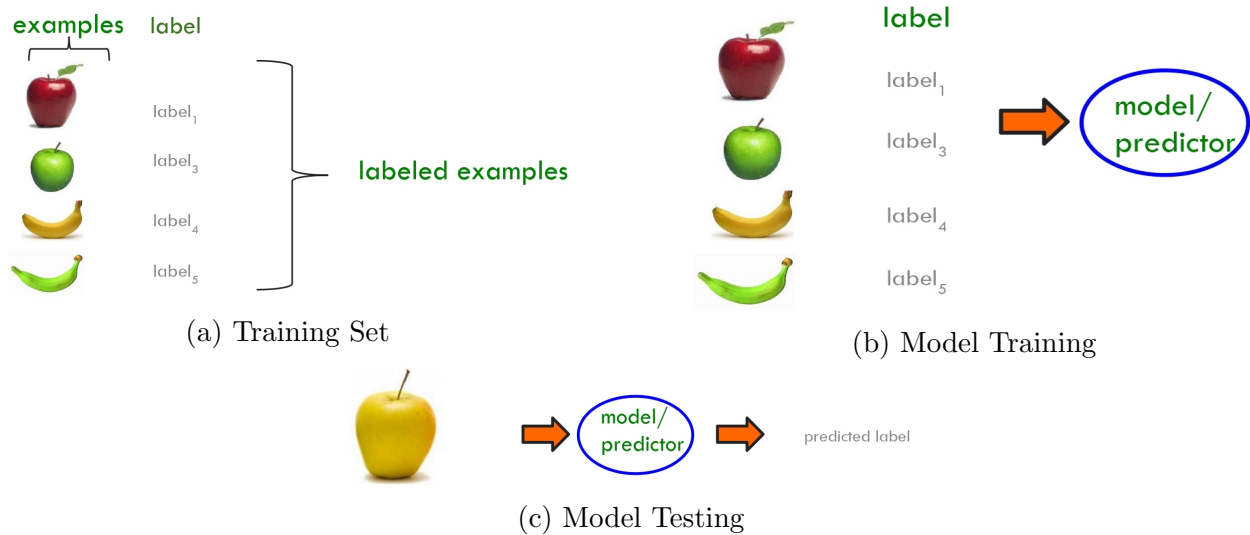 examples label
label₁
label₃
label₄
label₅
labeled examples
(a) Training Set
label
label₁
label₃
label₄
label₅
model/
predictor
(b) Model Training
model/
predictor
predicted label
(c) Model Testing